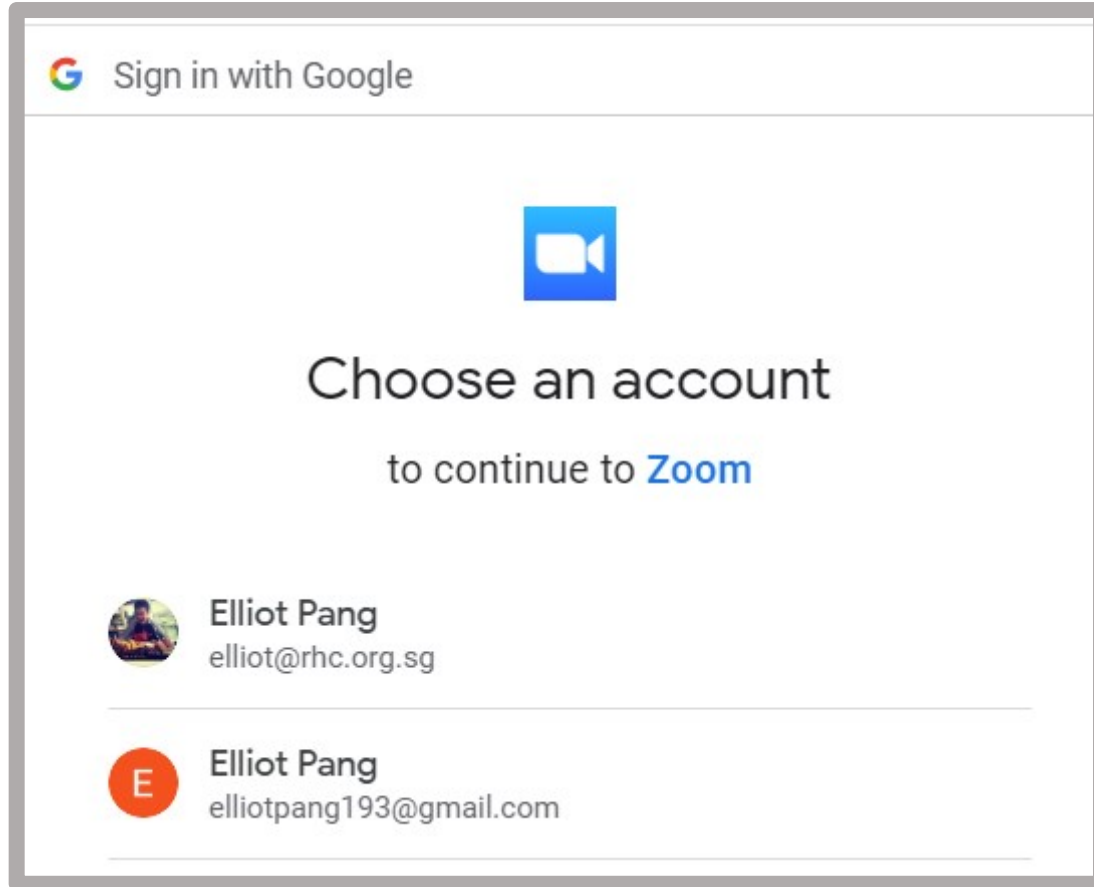 Sign in with Google
Choose an account
to continue to Zoom
Elliot Pang
elliot@rhc.org.sg
E
Elliot Pang
elliotpang193@gmail.com